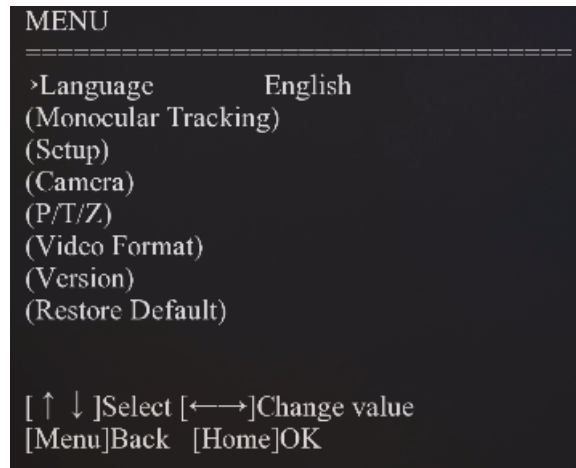 MENU
====================================
›Language English
(Monocular Tracking)
(Setup)
(Camera)
(P/T/Z)
(Video Format)
(Version)
(Restore Default)
[ ↑ ↓ ]Select [←→]Change value
[Menu]Back [Home]OK